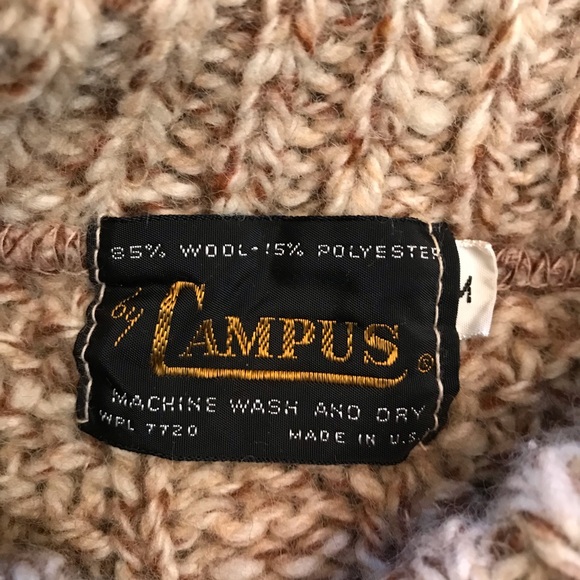 85% WOOL-15% POLYESTER
by CAMPUS ®
M
MACHINE WASH AND DRY
WPL 7720 MADE IN U.S.